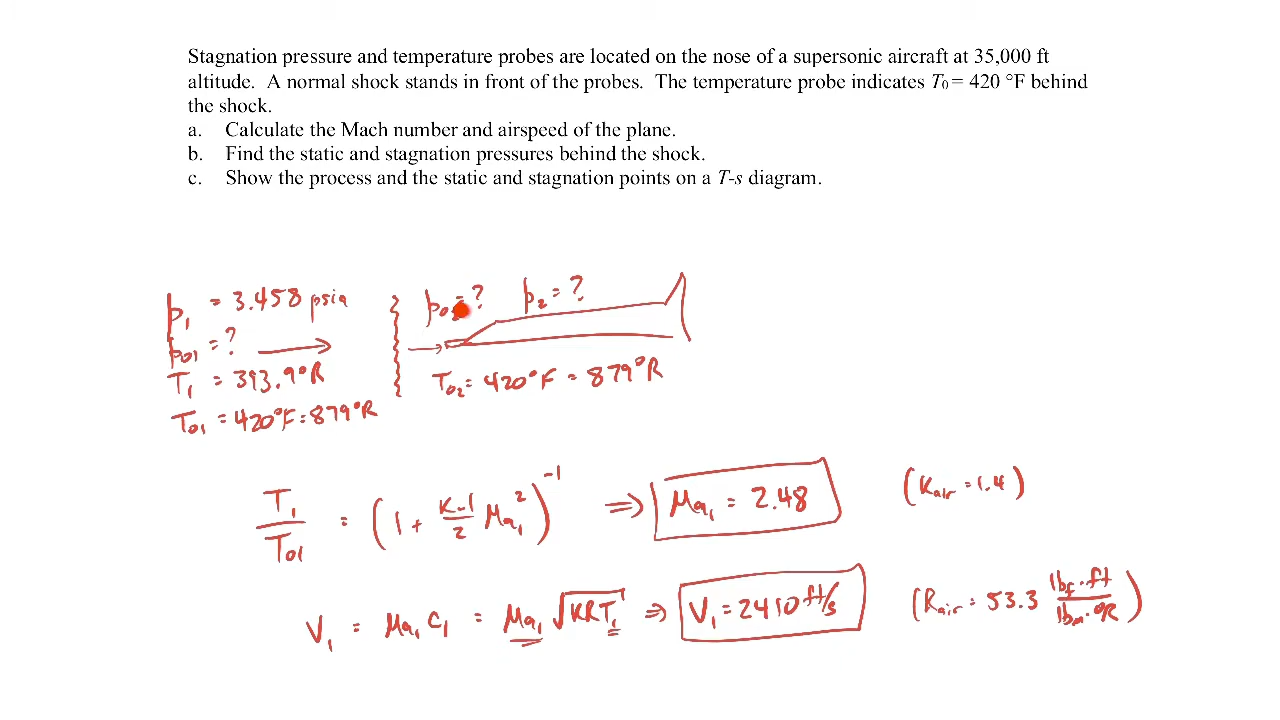 Stagnation pressure and temperature probes are located on the nose of a supersonic aircraft at 35,000 ft
altitude. A normal shock stands in front of the probes. The temperature probe indicates T₀ = 420 °F behind
the shock.
a. Calculate the Mach number and airspeed of the plane.
b. Find the static and stagnation pressures behind the shock.
c. Show the process and the static and stagnation points on a T-s diagram.
p₁ = 3.458 psia
p₀₁ = ?
T₁ = 393.9°R
T₀₁ = 420°F = 879°R
p₀₂ = ? p₂ = ?
T₀₂ = 420°F = 879°R
T₁/T₀₁ = (1 + (K-1)/2 Ma₁²)⁻¹ ⇒ Ma₁ = 2.48 (Kair = 1.4)
V₁ = Ma₁ C₁ = Ma₁ √KRT₁ ⇒ V₁ = 2410 ft/s (Rair = 53.3 lbf·ft/lbm·°R)